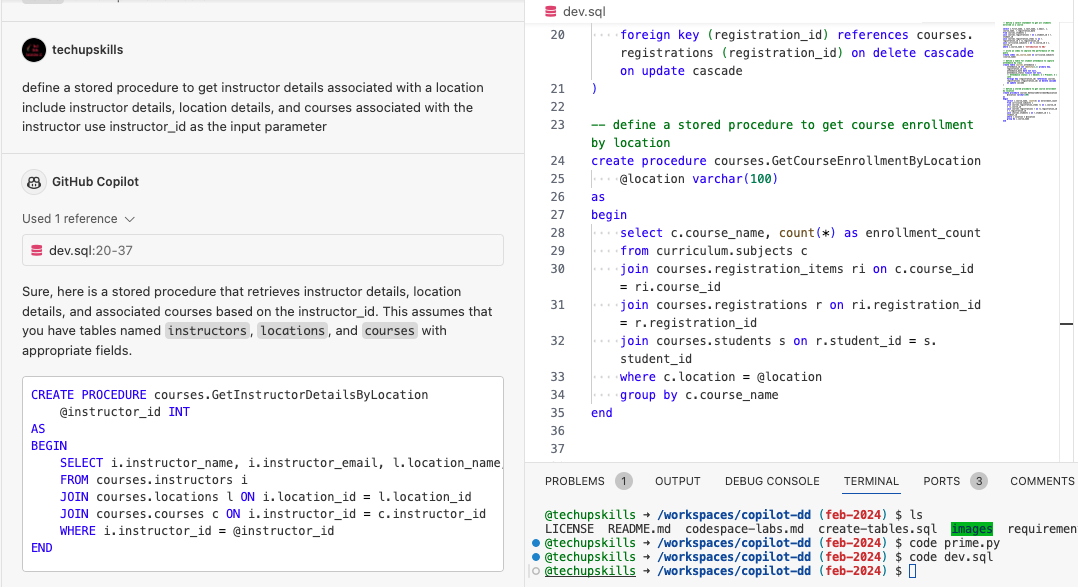 techupskills
define a stored procedure to get instructor details associated with a location
include instructor details, location details, and courses associated with the
instructor use instructor_id as the input parameter
GitHub Copilot
Used 1 reference
dev.sql:20-37
Sure, here is a stored procedure that retrieves instructor details, location
details, and associated courses based on the instructor_id. This assumes that
you have tables named instructors, locations, and courses with
appropriate fields.
CREATE PROCEDURE courses.GetInstructorDetailsByLocation
    @instructor_id INT
AS
BEGIN
    SELECT i.instructor_name, i.instructor_email, l.location_name,
    FROM courses.instructors i
    JOIN courses.locations l ON i.location_id = l.location_id
    JOIN courses.courses c ON i.instructor_id = c.instructor_id
    WHERE i.instructor_id = @instructor_id
END
dev.sql
20 foreign key (registration_id) references courses.
registrations (registration_id) on delete cascade
on update cascade
21 )
22
23 -- define a stored procedure to get course enrollment
by location
24 create procedure courses.GetCourseEnrollmentByLocation
25 @location varchar(100)
26 as
27 begin
28 select c.course_name, count(*) as enrollment_count
29 from curriculum.subjects c
30 join courses.registration_items ri on c.course_id
= ri.course_id
31 join courses.registrations r on ri.registration_id
= r.registration_id
32 join courses.students s on r.student_id = s.
student_id
33 where c.location = @location
34 group by c.course_name
35 end
36
37
PROBLEMS 1 OUTPUT DEBUG CONSOLE TERMINAL PORTS 3 COMMENTS
@techupskills → /workspaces/copilot-dd (feb-2024) $ ls
LICENSE README.md codespace-labs.md create-tables.sql images requiremen
@techupskills → /workspaces/copilot-dd (feb-2024) $ code prime.py
@techupskills → /workspaces/copilot-dd (feb-2024) $ code dev.sql
@techupskills → /workspaces/copilot-dd (feb-2024) $